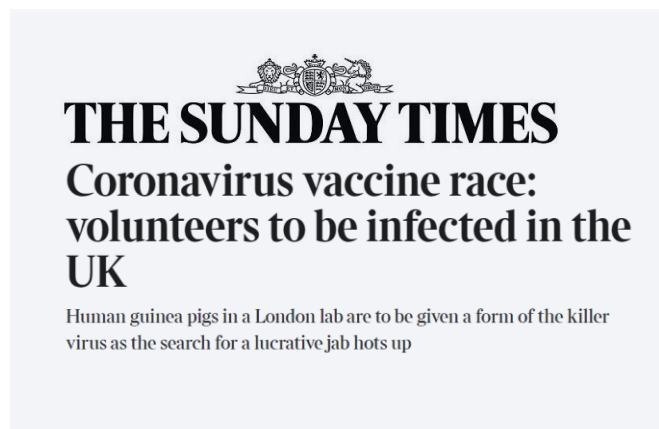 THE SUNDAY TIMES
Coronavirus vaccine race:
volunteers to be infected in the
UK
Human guinea pigs in a London lab are to be given a form of the killer
virus as the search for a lucrative jab hots up